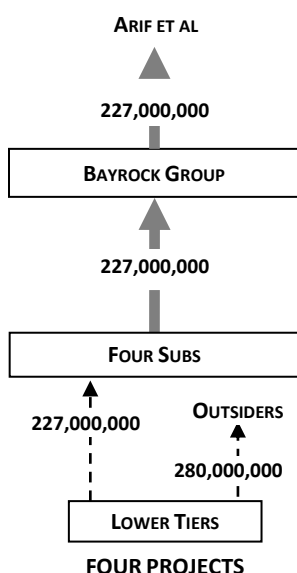 ARIF ET AL
227,000,000
BAYROCK GROUP
227,000,000
FOUR SUBS
OUTSIDERS
227,000,000
280,000,000
LOWER TIERS
FOUR PROJECTS